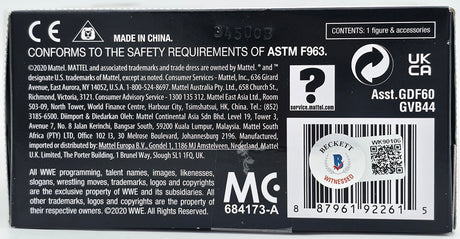 34500B
MADE IN CHINA.
CONFORMS TO THE SAFETY REQUIREMENTS OF ASTM F963.
©2020 Mattel. MATTEL and associated trademarks and trade dress are owned by Mattel. ® and ™
designate U.S. trademarks of Mattel, except as noted. Consumer Services - Mattel, Inc., 636 Girard
Avenue, East Aurora, NY 14052, U.S.A. 1-800-524-8697. Mattel Australia Pty. Ltd., 658 Church St.,
Richmond, Victoria, 3121. Consumer Advisory Service - 1300 135 312. Mattel East Asia Ltd., Room
503-09, North Tower, World Finance Centre, Harbour City, Tsimshatsui, HK, China. Tel.: (852)
3185-6500. Diimport & Diedarkan Oleh: Mattel Continental Asia Sdn Bhd. Level 19, Tower 3,
Avenue 7, No. 8 Jalan Kerinchi, Bangsar South, 59200 Kuala Lumpur, Malaysia. Mattel South
Africa (PTY) LTD, Office 102 I3, 30 Melrose Boulevard, Johannesburg 2196. Manufactured,
imported or distributed by: Mattel Europa B.V., Gondel 1, 1186 MJ Amstelveen, Nederland. Mattel
U.K. Limited, The Porter Building, 1 Brunel Way, Slough SL1 1FQ, UK.
All WWE programming, talent names, images, likenesses,
slogans, wrestling moves, trademarks, logos and copyrights
are the exclusive property of WWE and its subsidiaries. All
other trademarks, logos and copyrights are the property of
their respective owners. ©2020 WWE. All Rights Reserved.
MC
684173-A
CONTENTS: 1 figure & accessories
?
service.mattel.com
UK
CA
Asst.GDF60
GVB44
BECKETT
B
WITNESSED
8 87961 92261 5